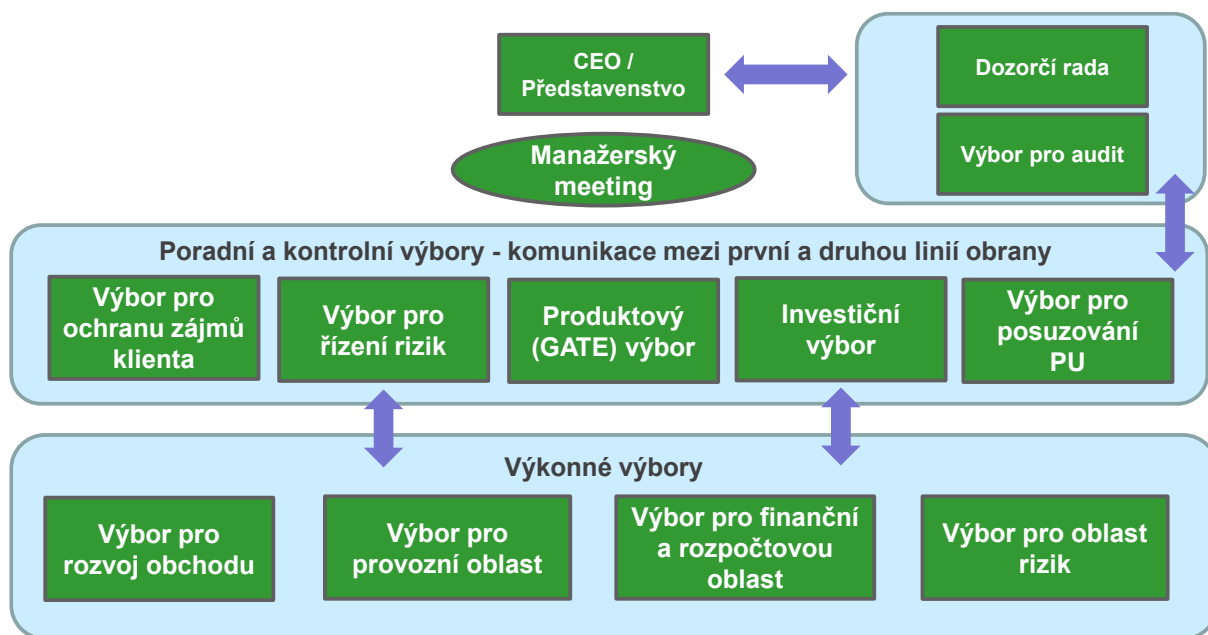 CEO /
Představenstvo
Dozorčí rada
Výbor pro audit
Manažerský
meeting
Poradní a kontrolní výbory - komunikace mezi první a druhou linií obrany
Výbor pro
ochranu zájmů
klienta
Výbor pro
řízení rizik
Produktový
(GATE) výbor
Investiční
výbor
Výbor pro
posuzování
PU
Výkonné výbory
Výbor pro
rozvoj obchodu
Výbor pro
provozní oblast
Výbor pro finanční
a rozpočtovou
oblast
Výbor pro oblast
rizik